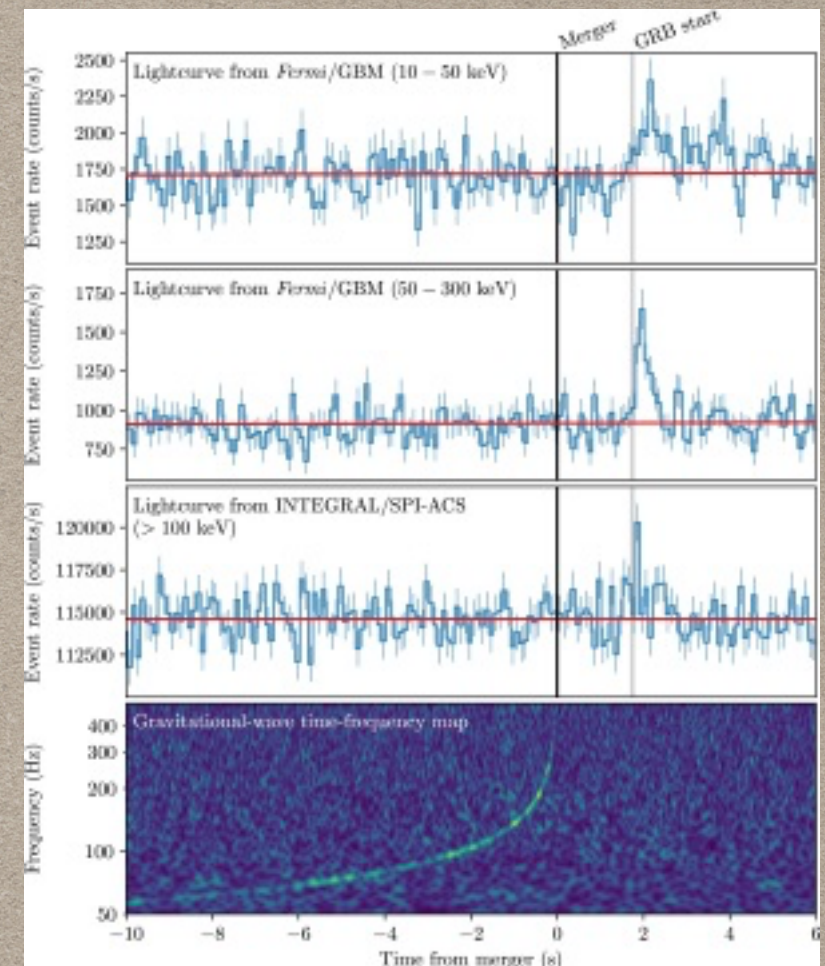 Merger GRB start
Lightcurve from Fermi/GBM (10 − 50 keV)
Event rate (counts/s)
2500
2250
2000
1750
1500
1250
Lightcurve from Fermi/GBM (50 − 300 keV)
Event rate (counts/s)
1750
1500
1250
1000
750
Lightcurve from INTEGRAL/SPI-ACS
(> 100 keV)
Event rate (counts/s)
120000
117500
115000
112500
Gravitational-wave time-frequency map
Frequency (Hz)
400
300
200
100
50
−10 −8 −6 −4 −2 0 2 4 6
Time from merger (s)